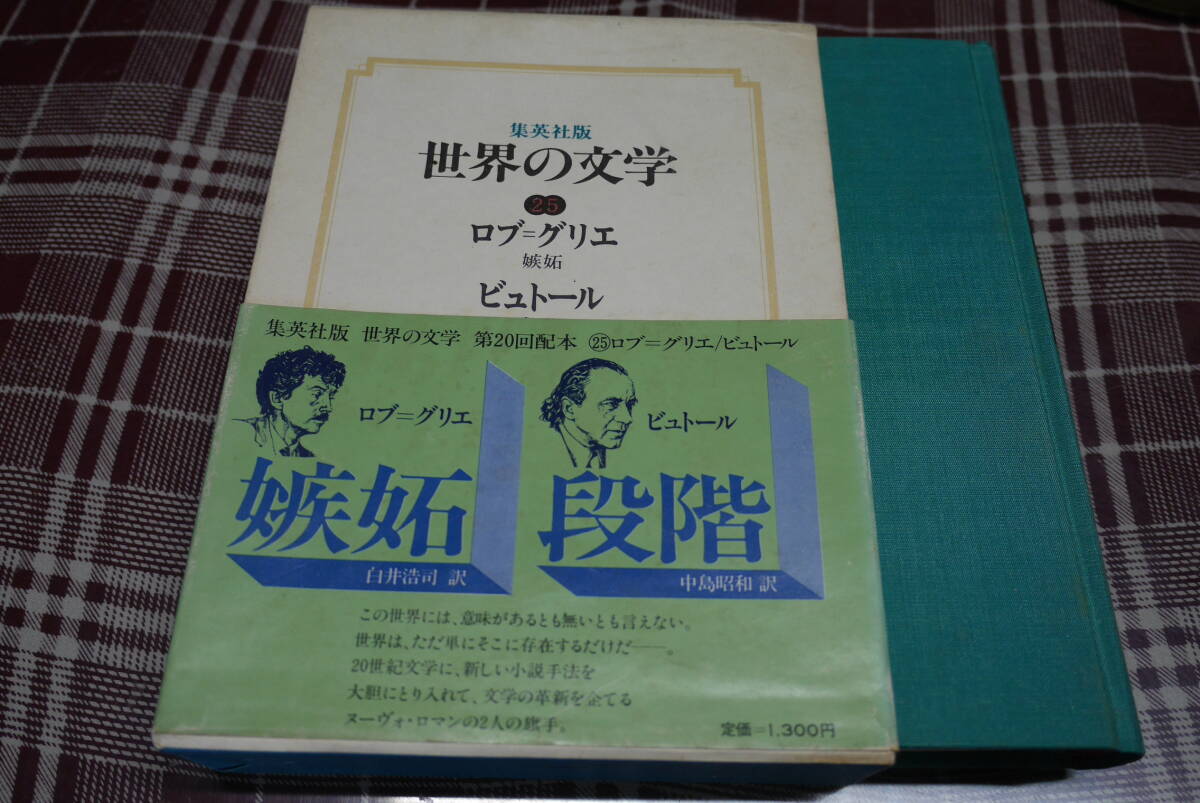 集英社版
世界の文学
25
ロブ=グリエ
嫉妬
ビュトール
集英社版 世界の文学 第20回配本 ㉕ロブ=グリエ/ビュトール
ロブ=グリエ
嫉妬
白井浩司 訳
ビュトール
段階
中島昭和 訳
この世界には、意味があるとも無いとも言えない。
世界は、ただ単にそこに存在するだけだ――。
20世紀文学に、新しい小説手法を
大胆にとり入れて、文学の革新を企てる
ヌーヴォ・ロマンの2人の旗手。
定価=1,300円